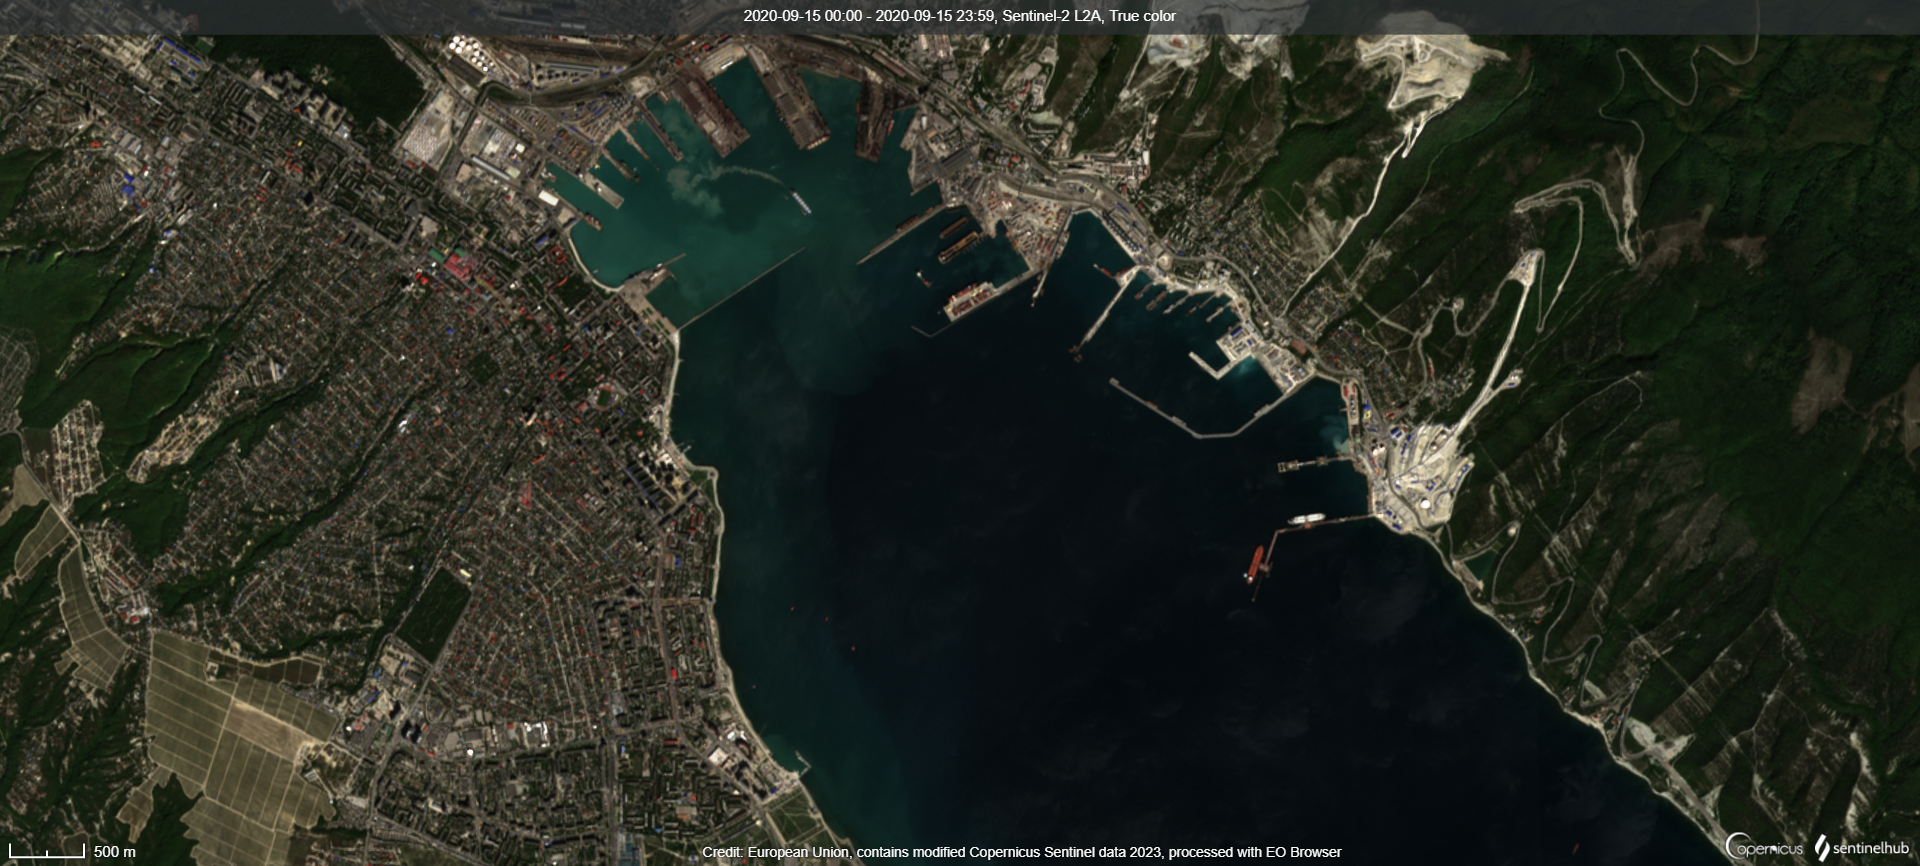 2020-09-15 00:00 - 2020-09-15 23:59, Sentinel-2 L2A, True color
500 m
Credit: European Union, contains modified Copernicus Sentinel data 2023, processed with EO Browser
Copernicus
sentinelhub